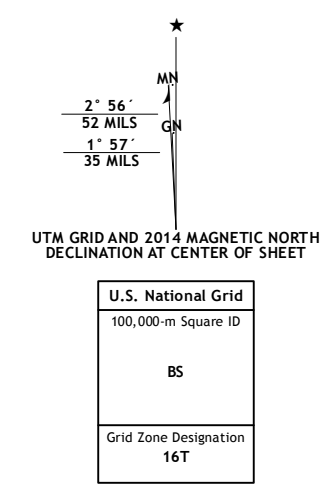 ★
MN
2° 56´
52 MILS
GN
1° 57´
35 MILS
UTM GRID AND 2014 MAGNETIC NORTH
DECLINATION AT CENTER OF SHEET
U.S. National Grid
100,000-m Square ID
BS
Grid Zone Designation
16T